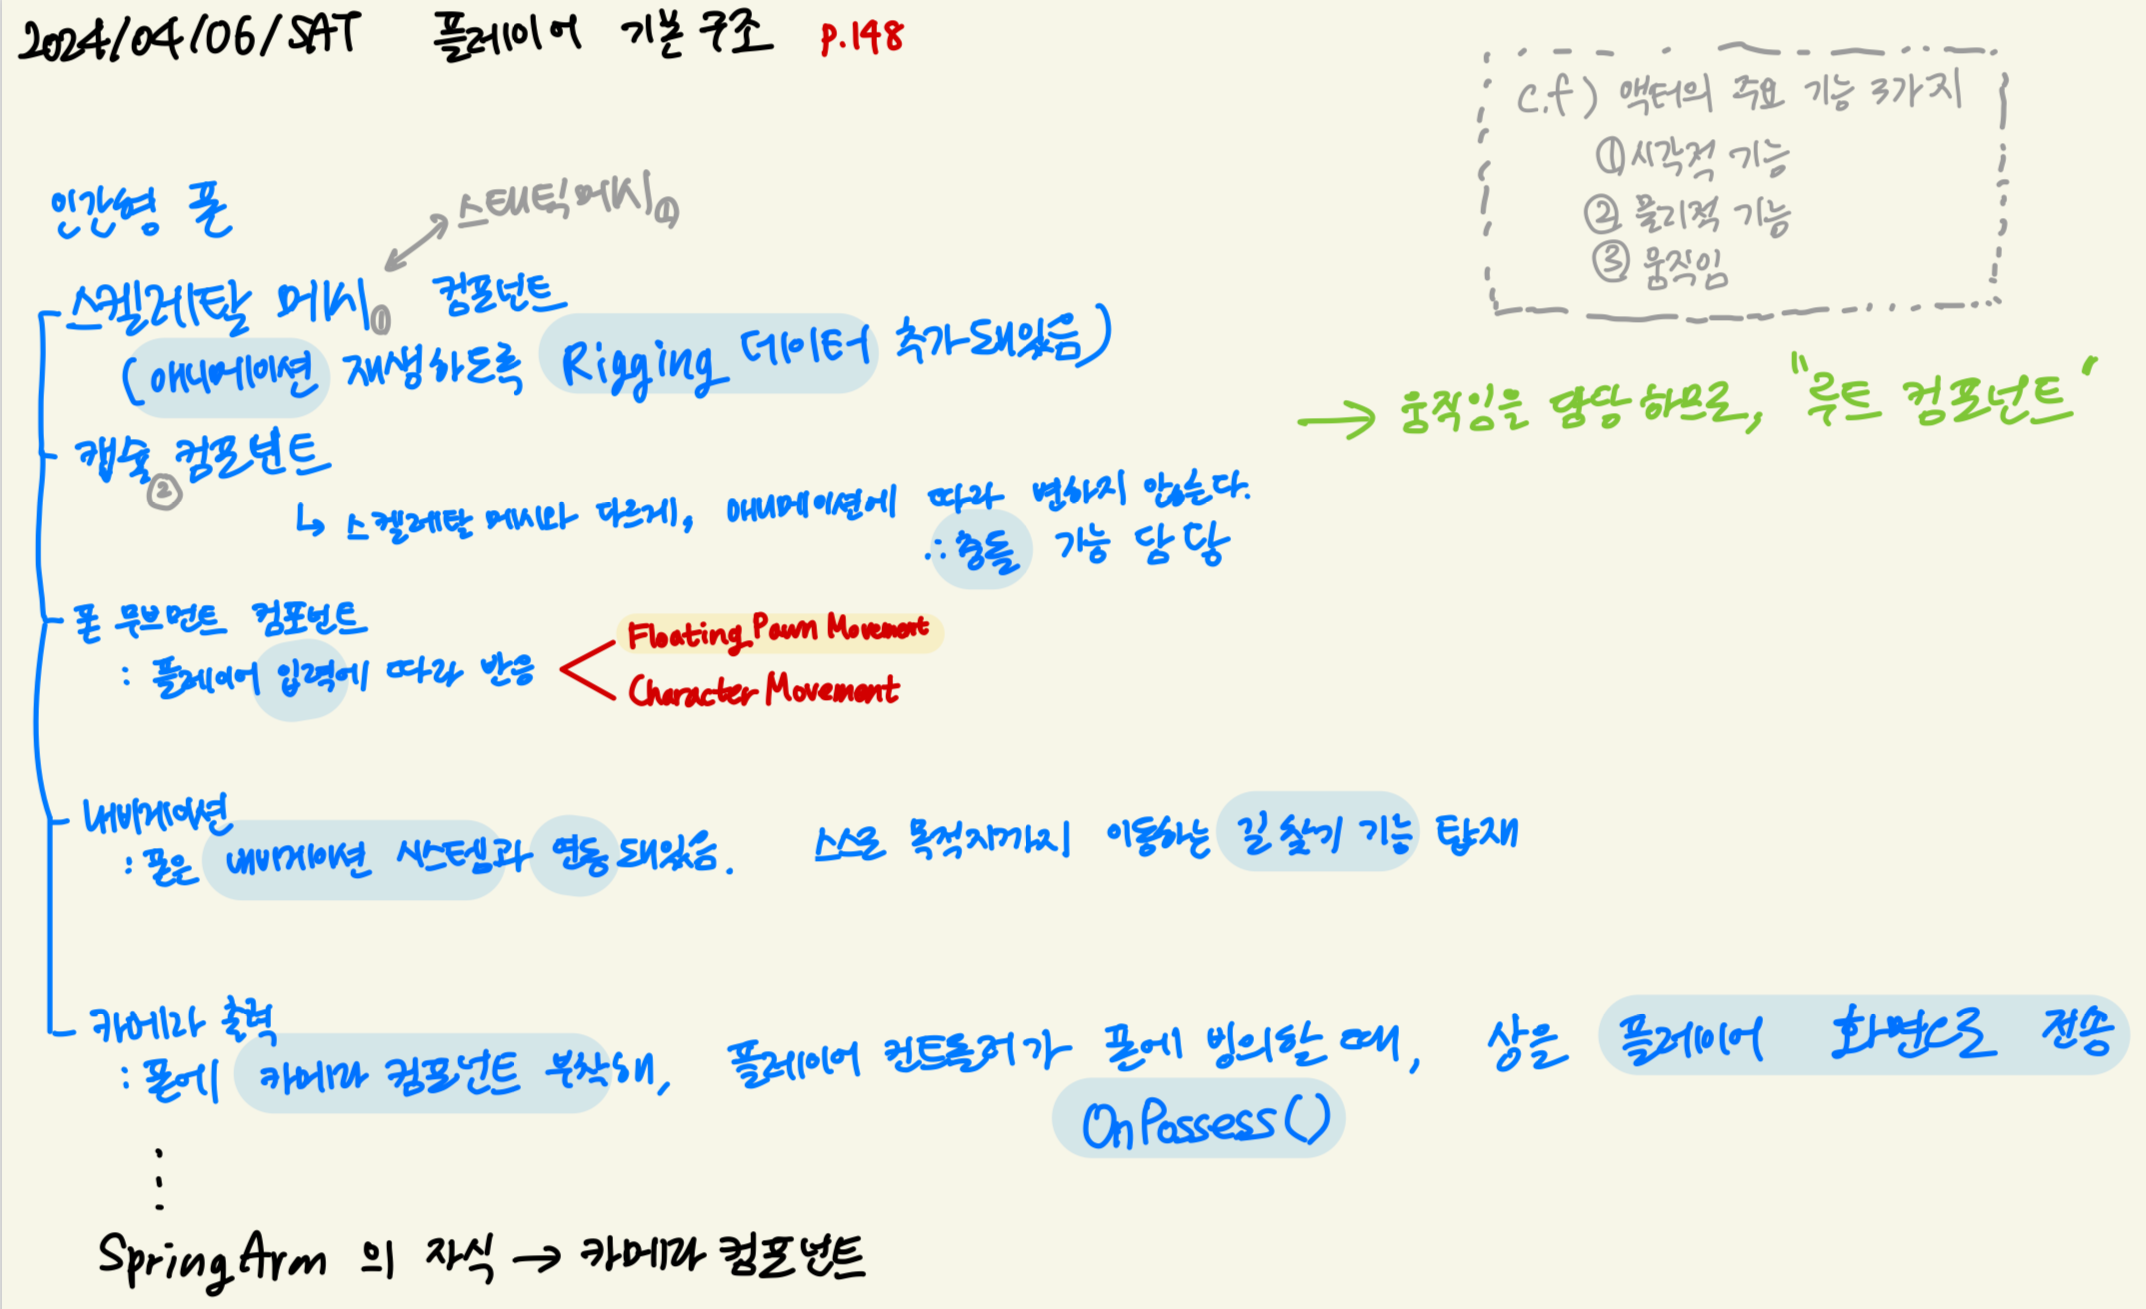 2024/04/06/SAT 플레이어 기본 구조 p.148
c.f) 액터의 주요 기능 3가지
① 시각적 기능
② 물리적 기능
③ 움직임
인간형 폰
스태틱메시①
스켈레탈 메시① 컴포넌트
(애니메이션 재생하도록 Rigging 데이터 추가돼있음)
→ 움직임을 담당하므로, "루트 컴포넌트"
캡슐② 컴포넌트
↳ 스켈레탈 메시와 다르게, 애니메이션에 따라 변하지 않는다.
∴ 충돌 기능 담당
폰 무브먼트 컴포넌트
: 플레이어 입력에 따라 반응
Floating Pawn Movement
Character Movement
내비게이션
: 폰은 내비게이션 시스템과 연동돼있음. 스스로 목적지까지 이동하는 길 찾기 기능 탑재
카메라 출력
: 폰에 카메라 컴포넌트 부착해, 플레이어 컨트롤러가 폰에 빙의할 때, 상을 플레이어 화면으로 전송
OnPossess()
SpringArm 의 자식 → 카메라 컴포넌트